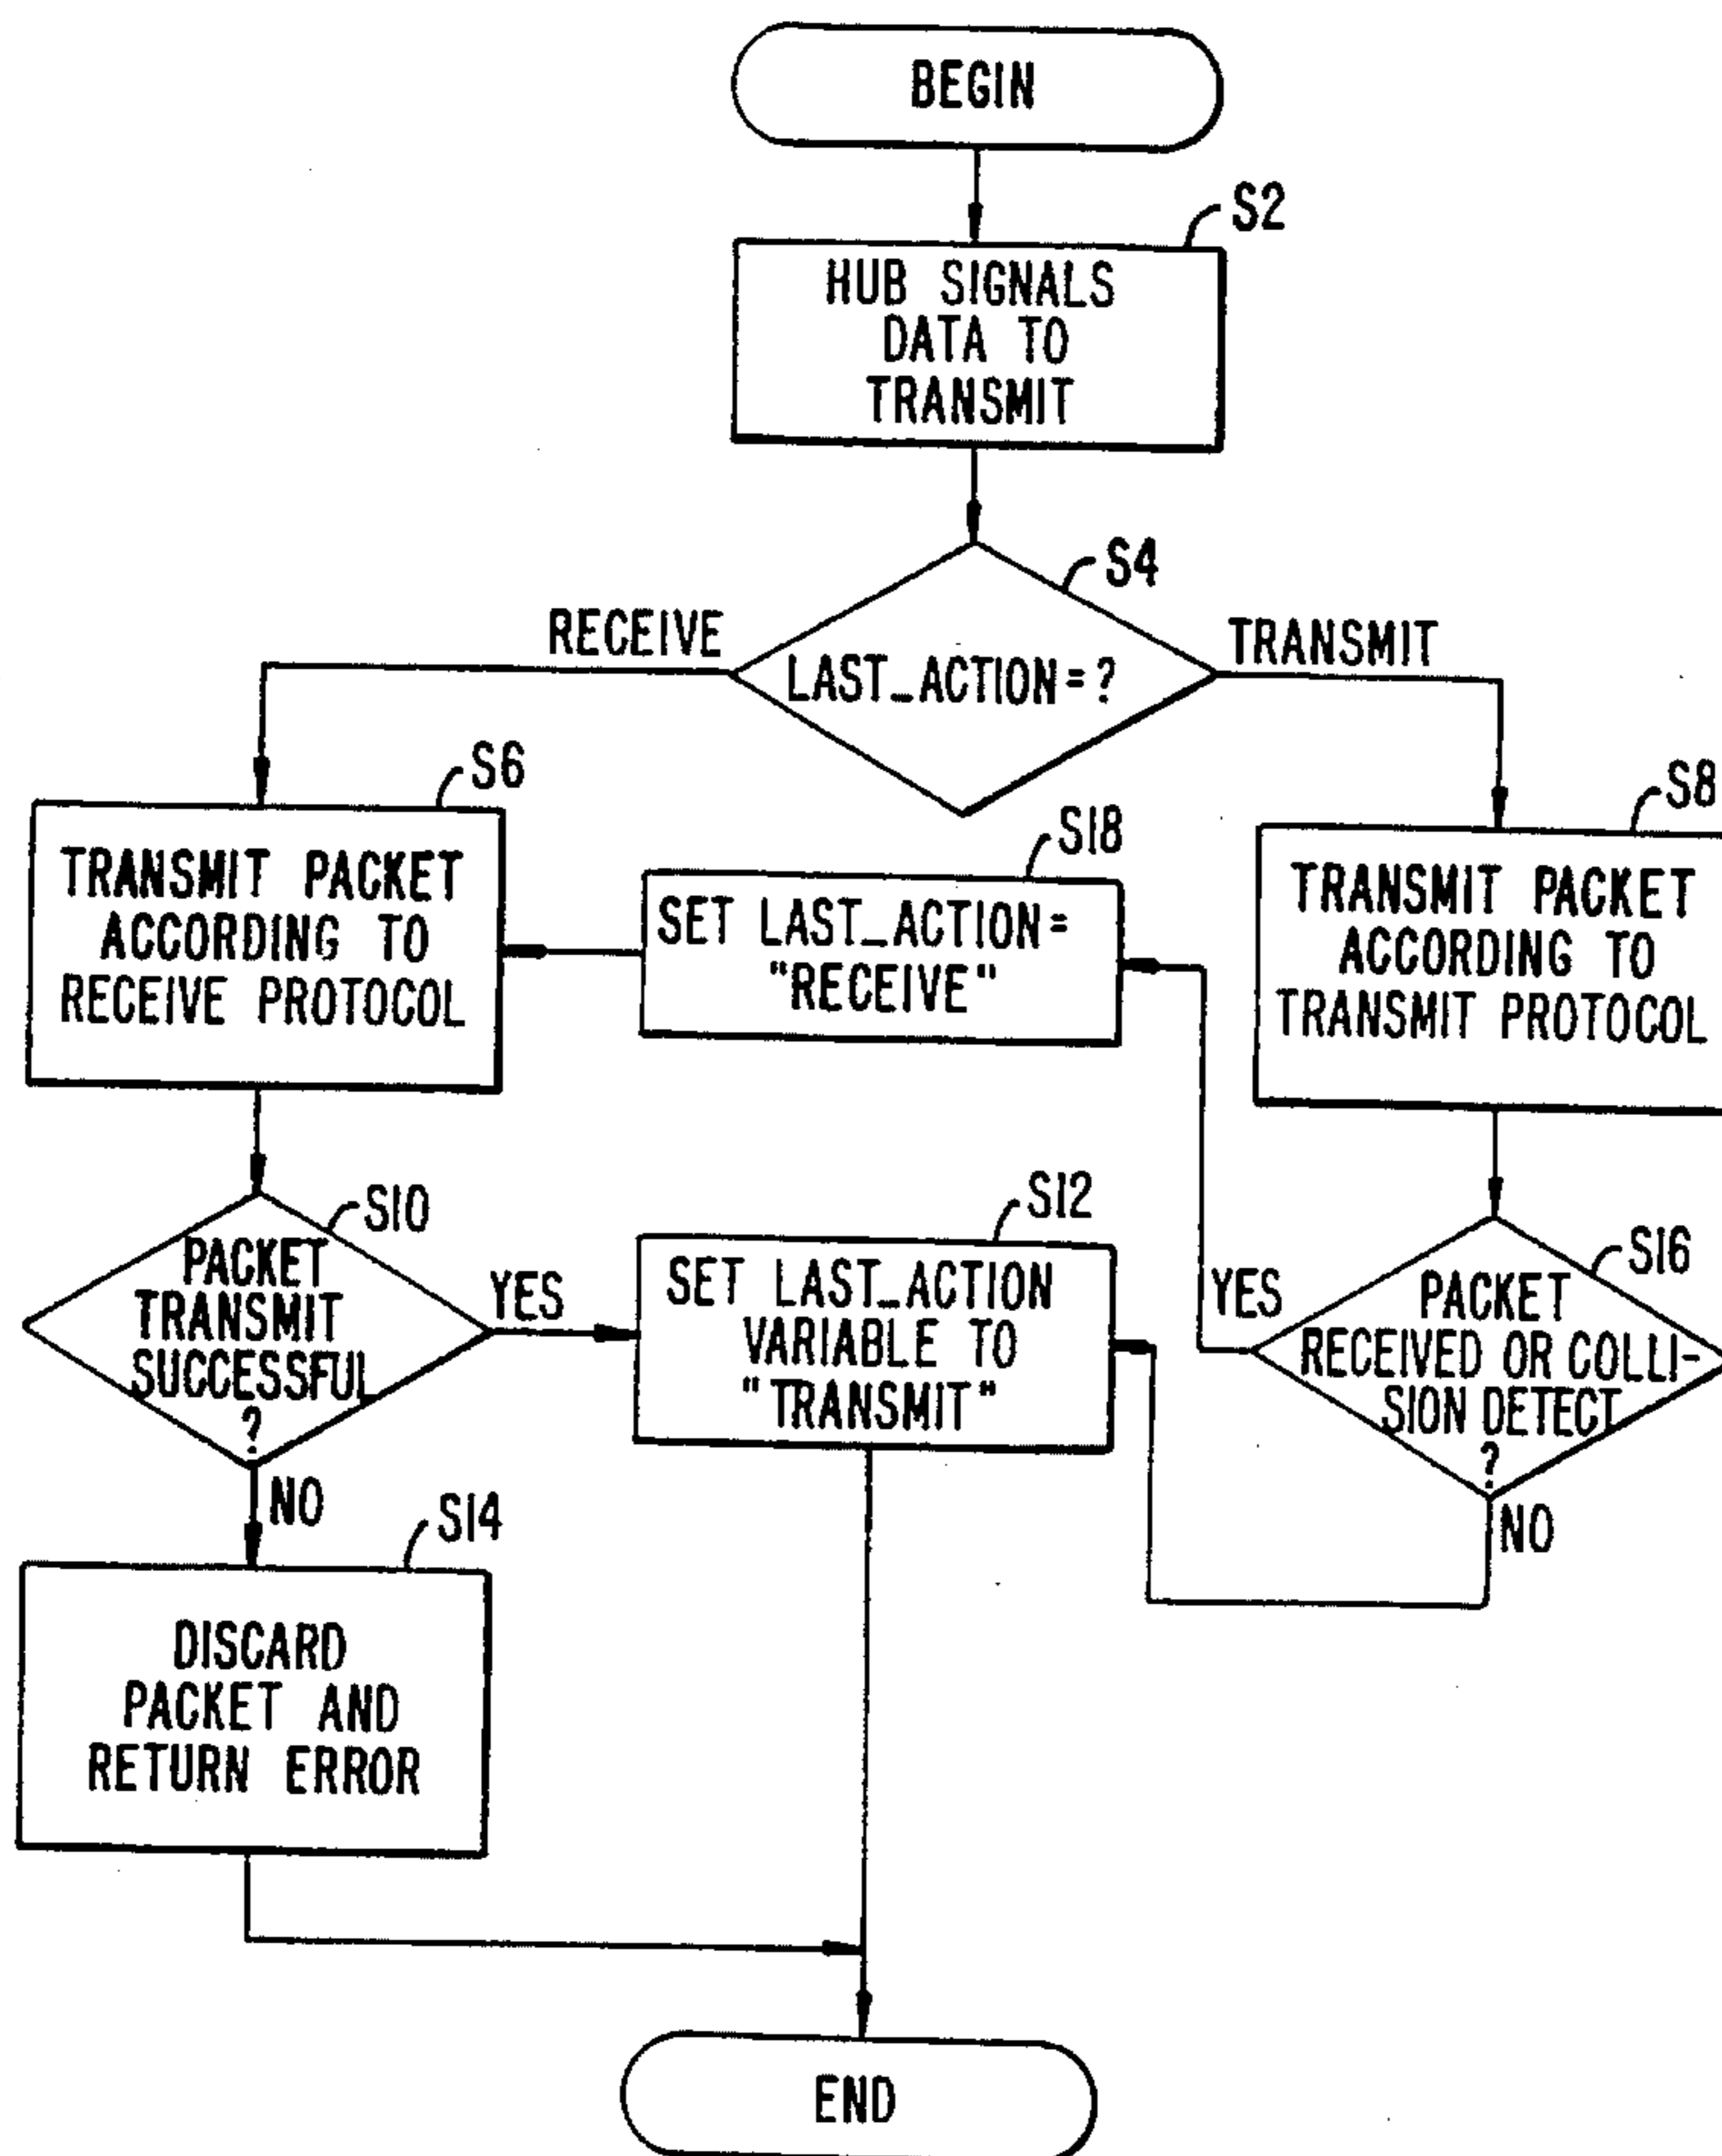 BEGIN
S2
HUB SIGNALS
DATA TO
TRANSMIT
S4
RECEIVE
TRANSMIT
LAST_ACTION=?
S6
TRANSMIT PACKET
ACCORDING TO
RECEIVE PROTOCOL
S18
SET LAST_ACTION=
"RECEIVE"
S8
TRANSMIT PACKET
ACCORDING TO
TRANSMIT PROTOCOL
S10
PACKET
TRANSMIT
SUCCESSFUL
?
YES
NO
S12
SET LAST_ACTION
VARIABLE TO
"TRANSMIT"
S16
PACKET
RECEIVED OR COLLI-
SION DETECT
?
YES
NO
S14
DISCARD
PACKET AND
RETURN ERROR
END